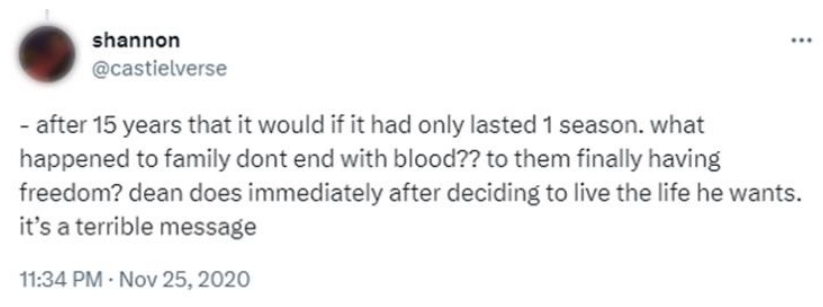 shannon
@castielverse
- after 15 years that it would if it had only lasted 1 season. what
happened to family dont end with blood?? to them finally having
freedom? dean does immediately after deciding to live the life he wants.
it's a terrible message
11:34 PM · Nov 25, 2020